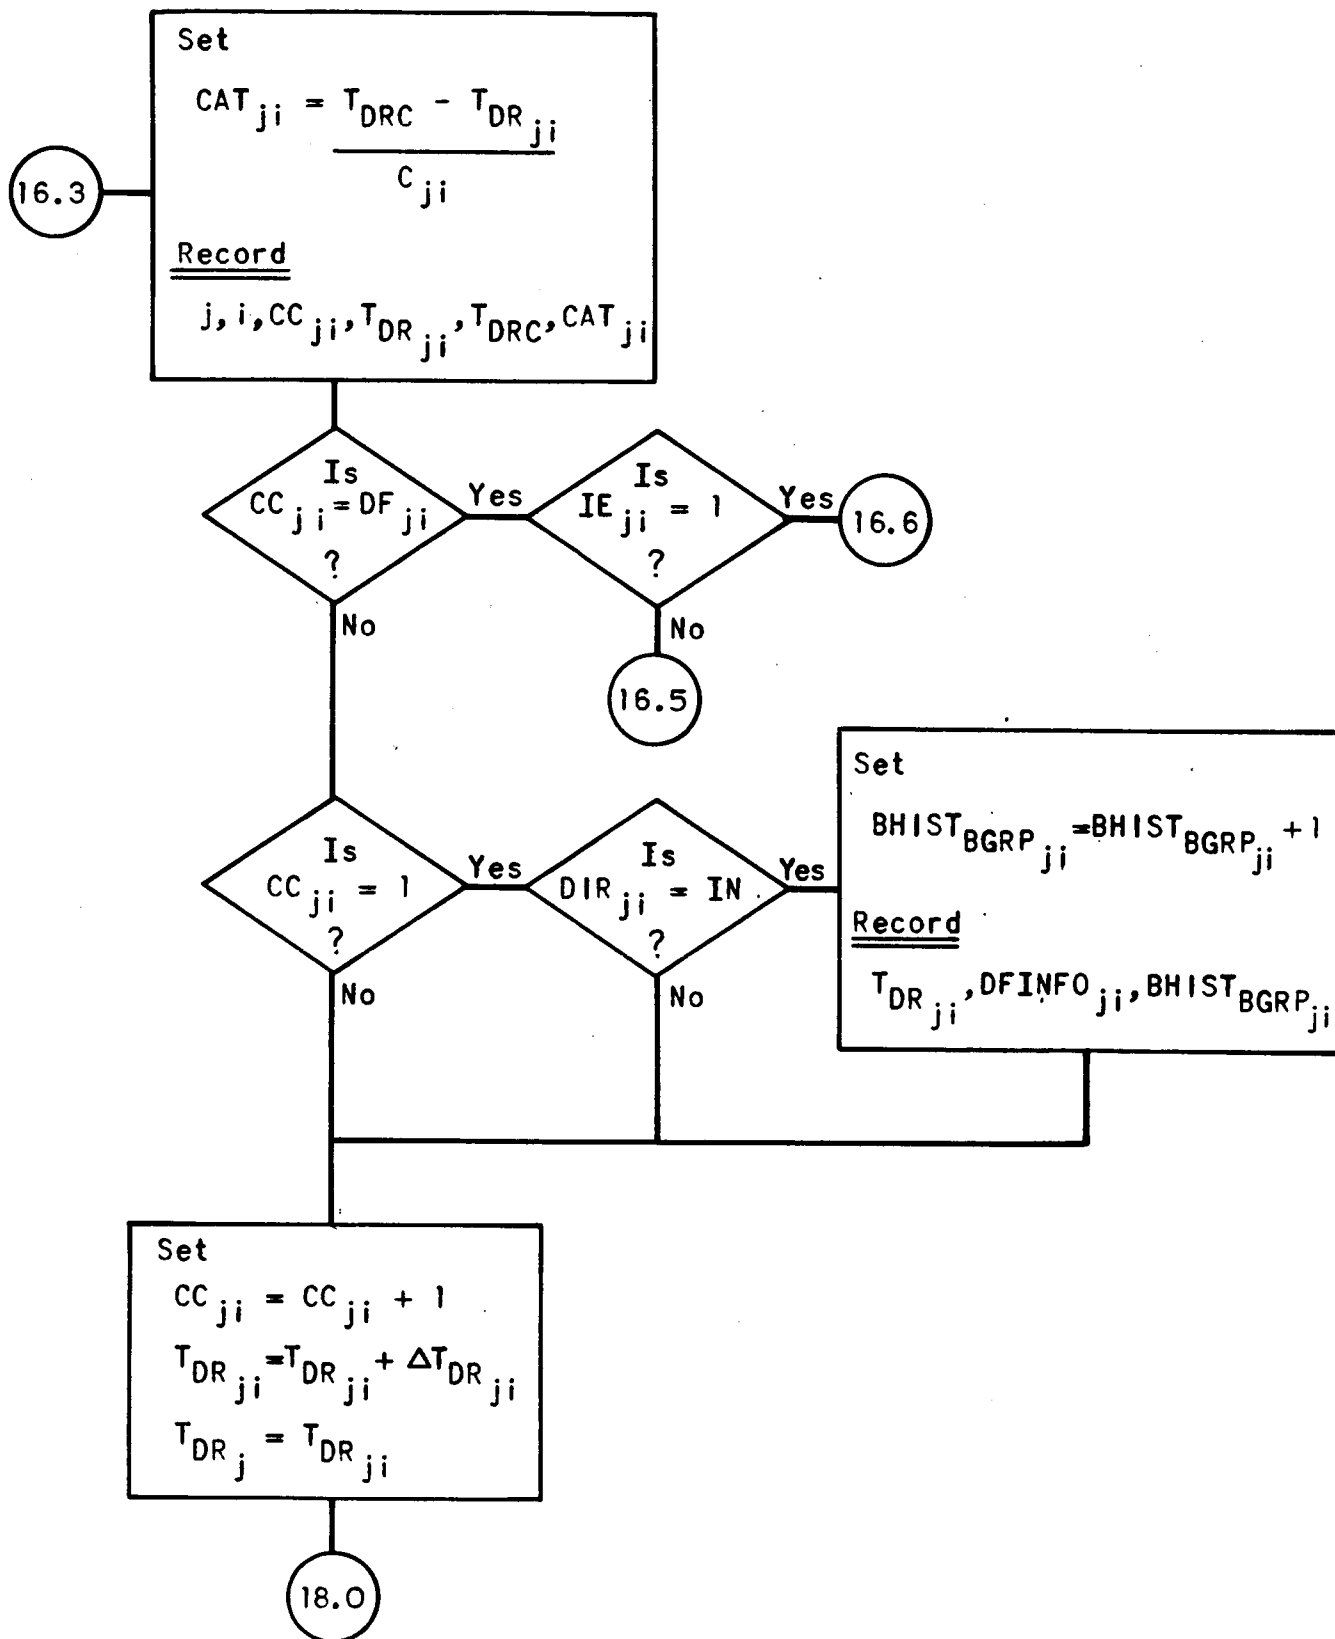 Set
CAT_ji = T_DRC - T_DR_ji
C_ji
16.3
Record
j, i, CC_ji, T_DR_ji, T_DRC, CAT_ji
Is
CC_ji = DF_ji
?
Yes
No
Is
IE_ji = 1
?
Yes
No
16.6
16.5
Is
CC_ji = 1
?
Yes
No
Is
DIR_ji = IN
?
Yes
No
Set
BHIST_BGRP_ji = BHIST_BGRP_ji + 1
Record
T_DR_ji, DFINFO_ji, BHIST_BGRP_ji
Set
CC_ji = CC_ji + 1
T_DR_ji = T_DR_ji + ΔT_DR_ji
T_DR_j = T_DR_ji
18.0